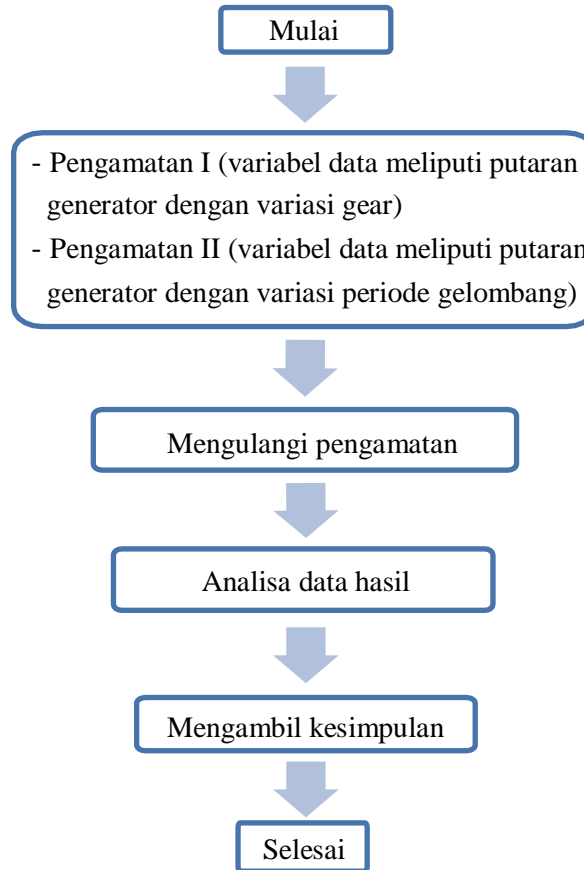 Mulai
- Pengamatan I (variabel data meliputi putaran
generator dengan variasi gear)
- Pengamatan II (variabel data meliputi putaran
generator dengan variasi periode gelombang)
Mengulangi pengamatan
Analisa data hasil
Mengambil kesimpulan
Selesai